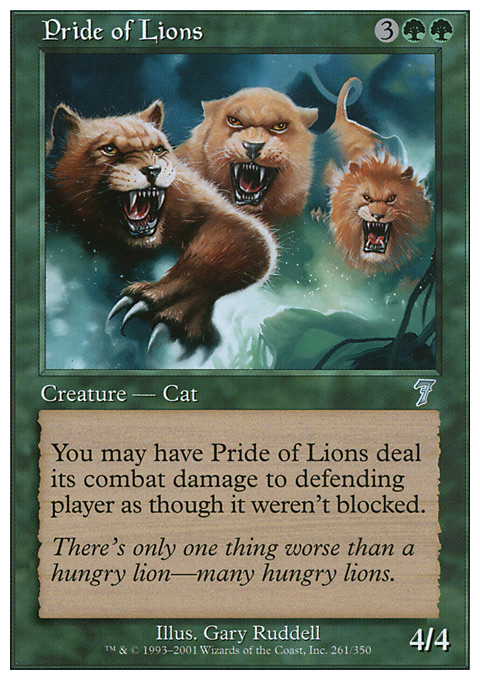 Pride of Lions 3
Creature — Cat
You may have Pride of Lions deal
its combat damage to defending
player as though it weren't blocked.
There's only one thing worse than a
hungry lion—many hungry lions.
Illus. Gary Ruddell
4/4
™ & © 1993–2001 Wizards of the Coast, Inc. 261/350